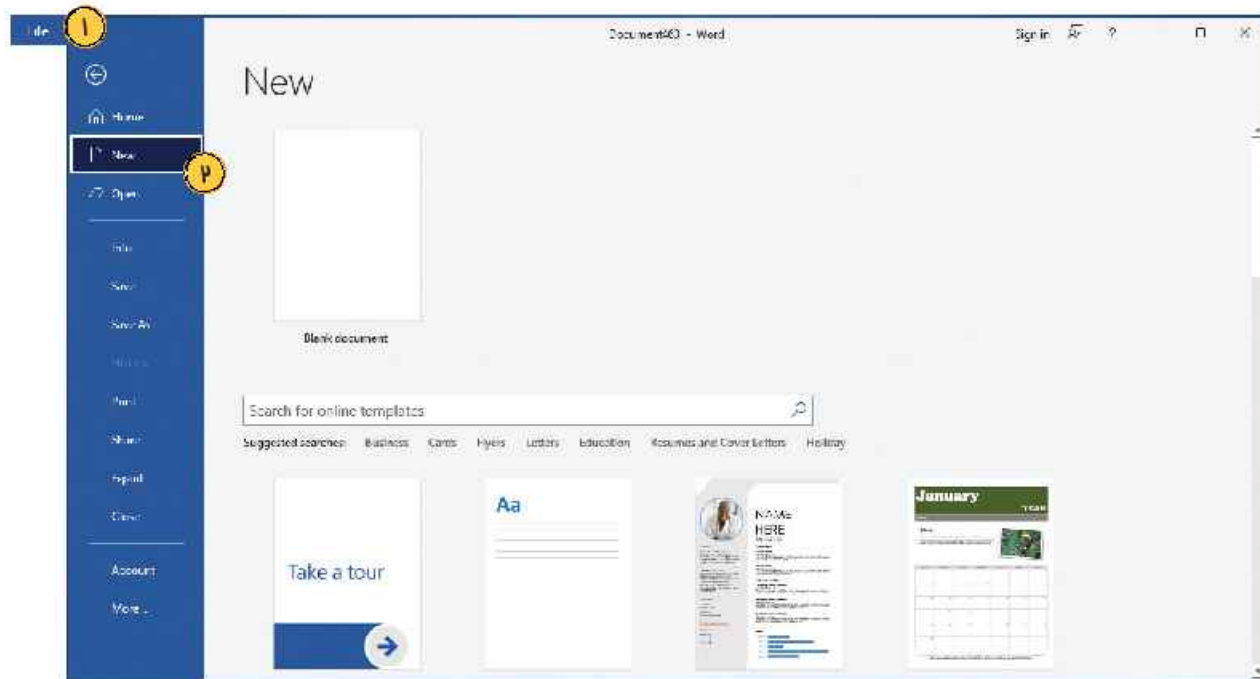 File
١
Document463 - Word
Sign in
?
New
Home
New
٢
Open
Info
Save
Save As
Print
Share
Export
Close
Account
More...
Blank document
Search for online templates
Suggested searches: Business Cards Flyers Letters Education Resumes and Cover Letters Holiday
Take a tour
Aa
NAME
HERE
January